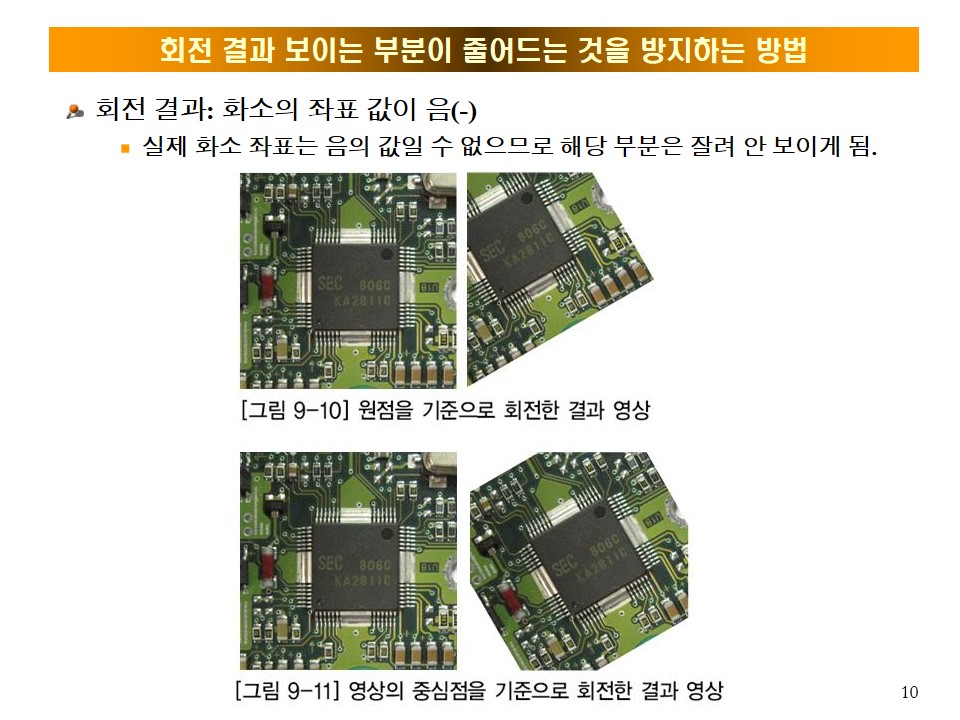 회전 결과 보이는 부분이 줄어드는 것을 방지하는 방법
회전 결과: 화소의 좌표 값이 음(-)
실제 화소 좌표는 음의 값일 수 없으므로 해당 부분은 잘려 안 보이게 됨.
SEC 806C
KA2811C
U18
SEC 806C
KA2811C
U18
[그림 9-10] 원점을 기준으로 회전한 결과 영상
SEC 806C
KA2811C
U18
SEC 806C
KA2811C
U18
[그림 9-11] 영상의 중심점을 기준으로 회전한 결과 영상
10